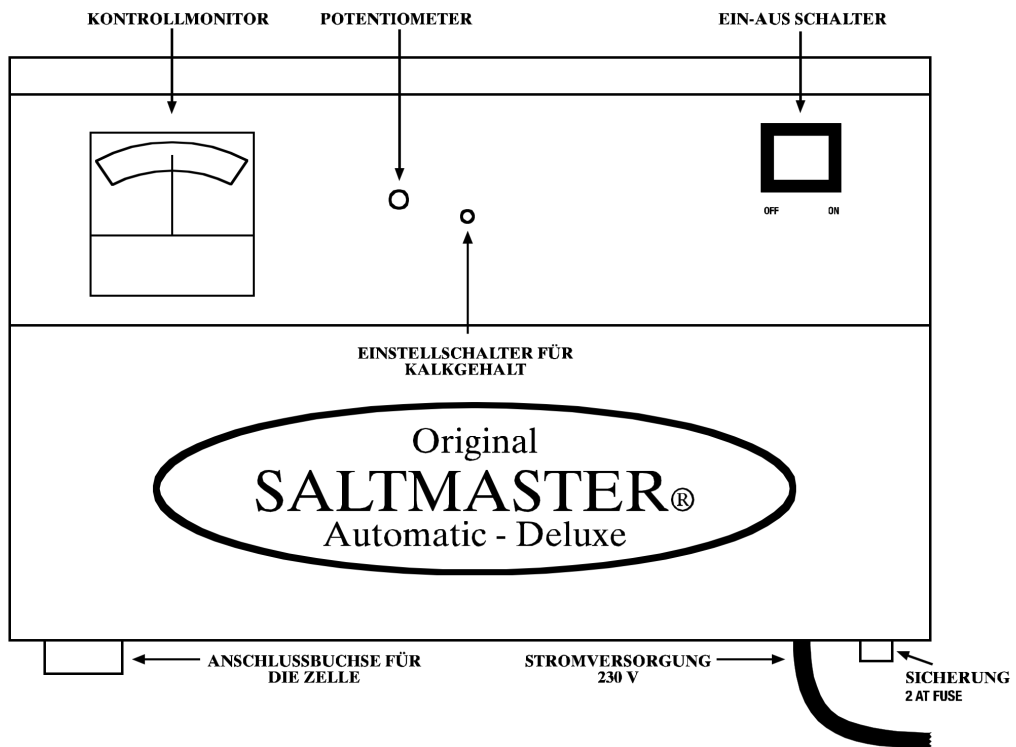 KONTROLLMONITOR
POTENTIOMETER
EIN-AUS SCHALTER
OFF
ON
EINSTELLSCHALTER FÜR
KALKGEHALT
Original
SALTMASTER®
Automatic - Deluxe
ANSCHLUSSBUCHSE FÜR
DIE ZELLE
STROMVERSORGUNG
230 V
SICHERUNG
2 AT FUSE